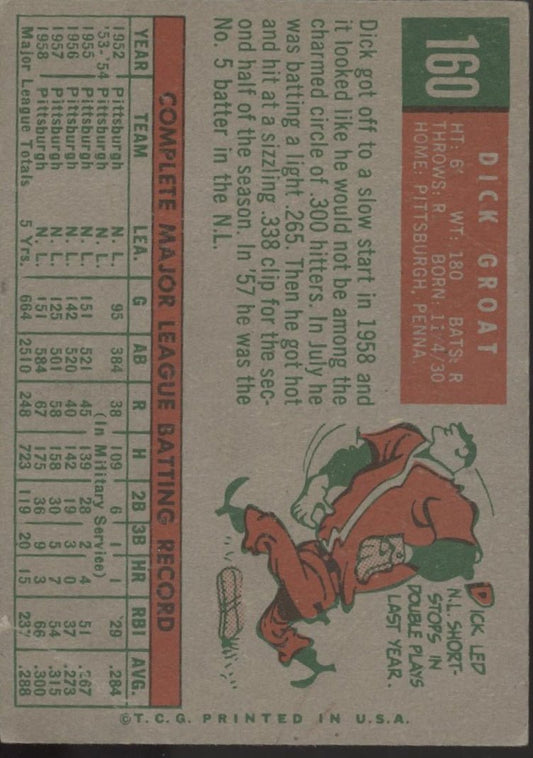 160
DICK GROAT
HT: 6' WT: 180 BATS: R
THROWS: R BORN: 11/4/30
HOME: PITTSBURGH, PENNA.
Dick got off to a slow start in 1958 and
it looked like he would not be among the
charmed circle of .300 hitters. In July he
was batting a light .265. Then he got hot
and hit at a sizzling .338 clip for the sec-
ond half of the season. In '57 he was the
No. 5 batter in the N.L.
DICK LED
N.L. SHORT-
STOPS IN
DOUBLE PLAYS
LAST YEAR.
COMPLETE MAJOR LEAGUE BATTING RECORD
YEAR TEAM LEA. G AB R H 2B 3B HR RBI AVG.
1952 Pittsburgh N. L. 95 384 38 109 6 1 1 29 .284
'53-'54 (In Military Service)
1955 Pittsburgh N. L. 151 521 45 139 28 2 4 51 .267
1956 Pittsburgh N. L. 142 520 40 142 19 3 0 37 .273
1957 Pittsburgh N. L. 125 501 58 158 30 5 7 54 .315
1958 Pittsburgh N. L. 151 584 67 175 36 9 3 66 .300
Major League Totals 5 Yrs. 664 2510 248 723 119 20 15 237 .288
©T.C.G. PRINTED IN U.S.A.